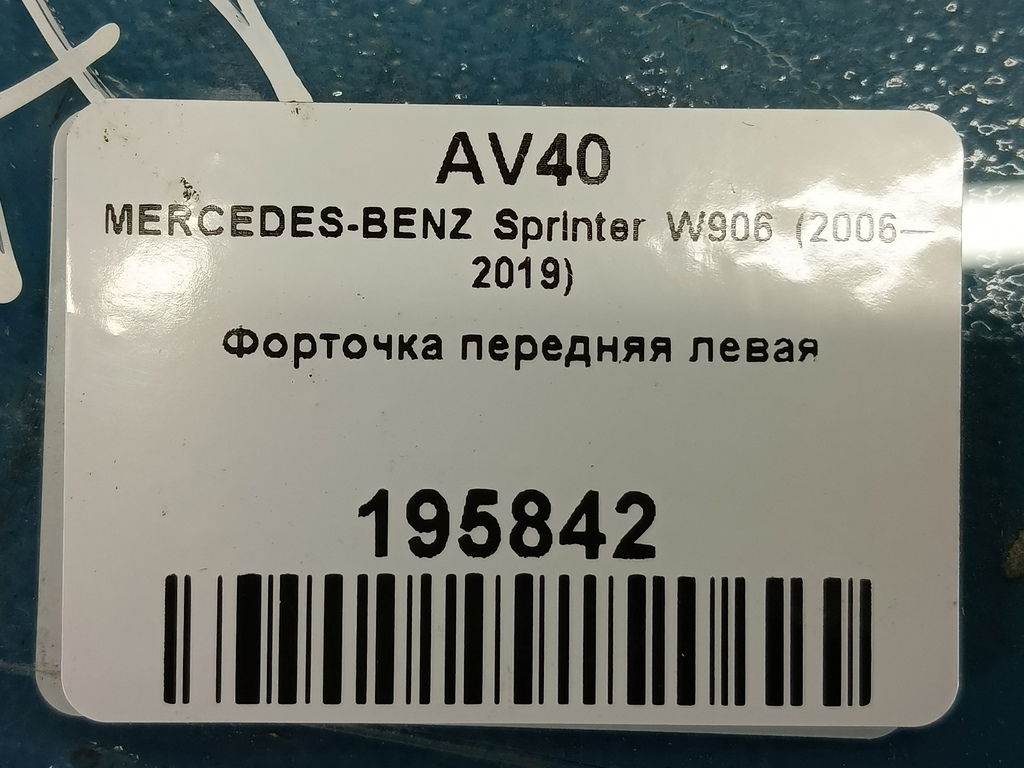 AV40
MERCEDES-BENZ Sprinter W906 (2006—
2019)
Форточка передняя левая
195842